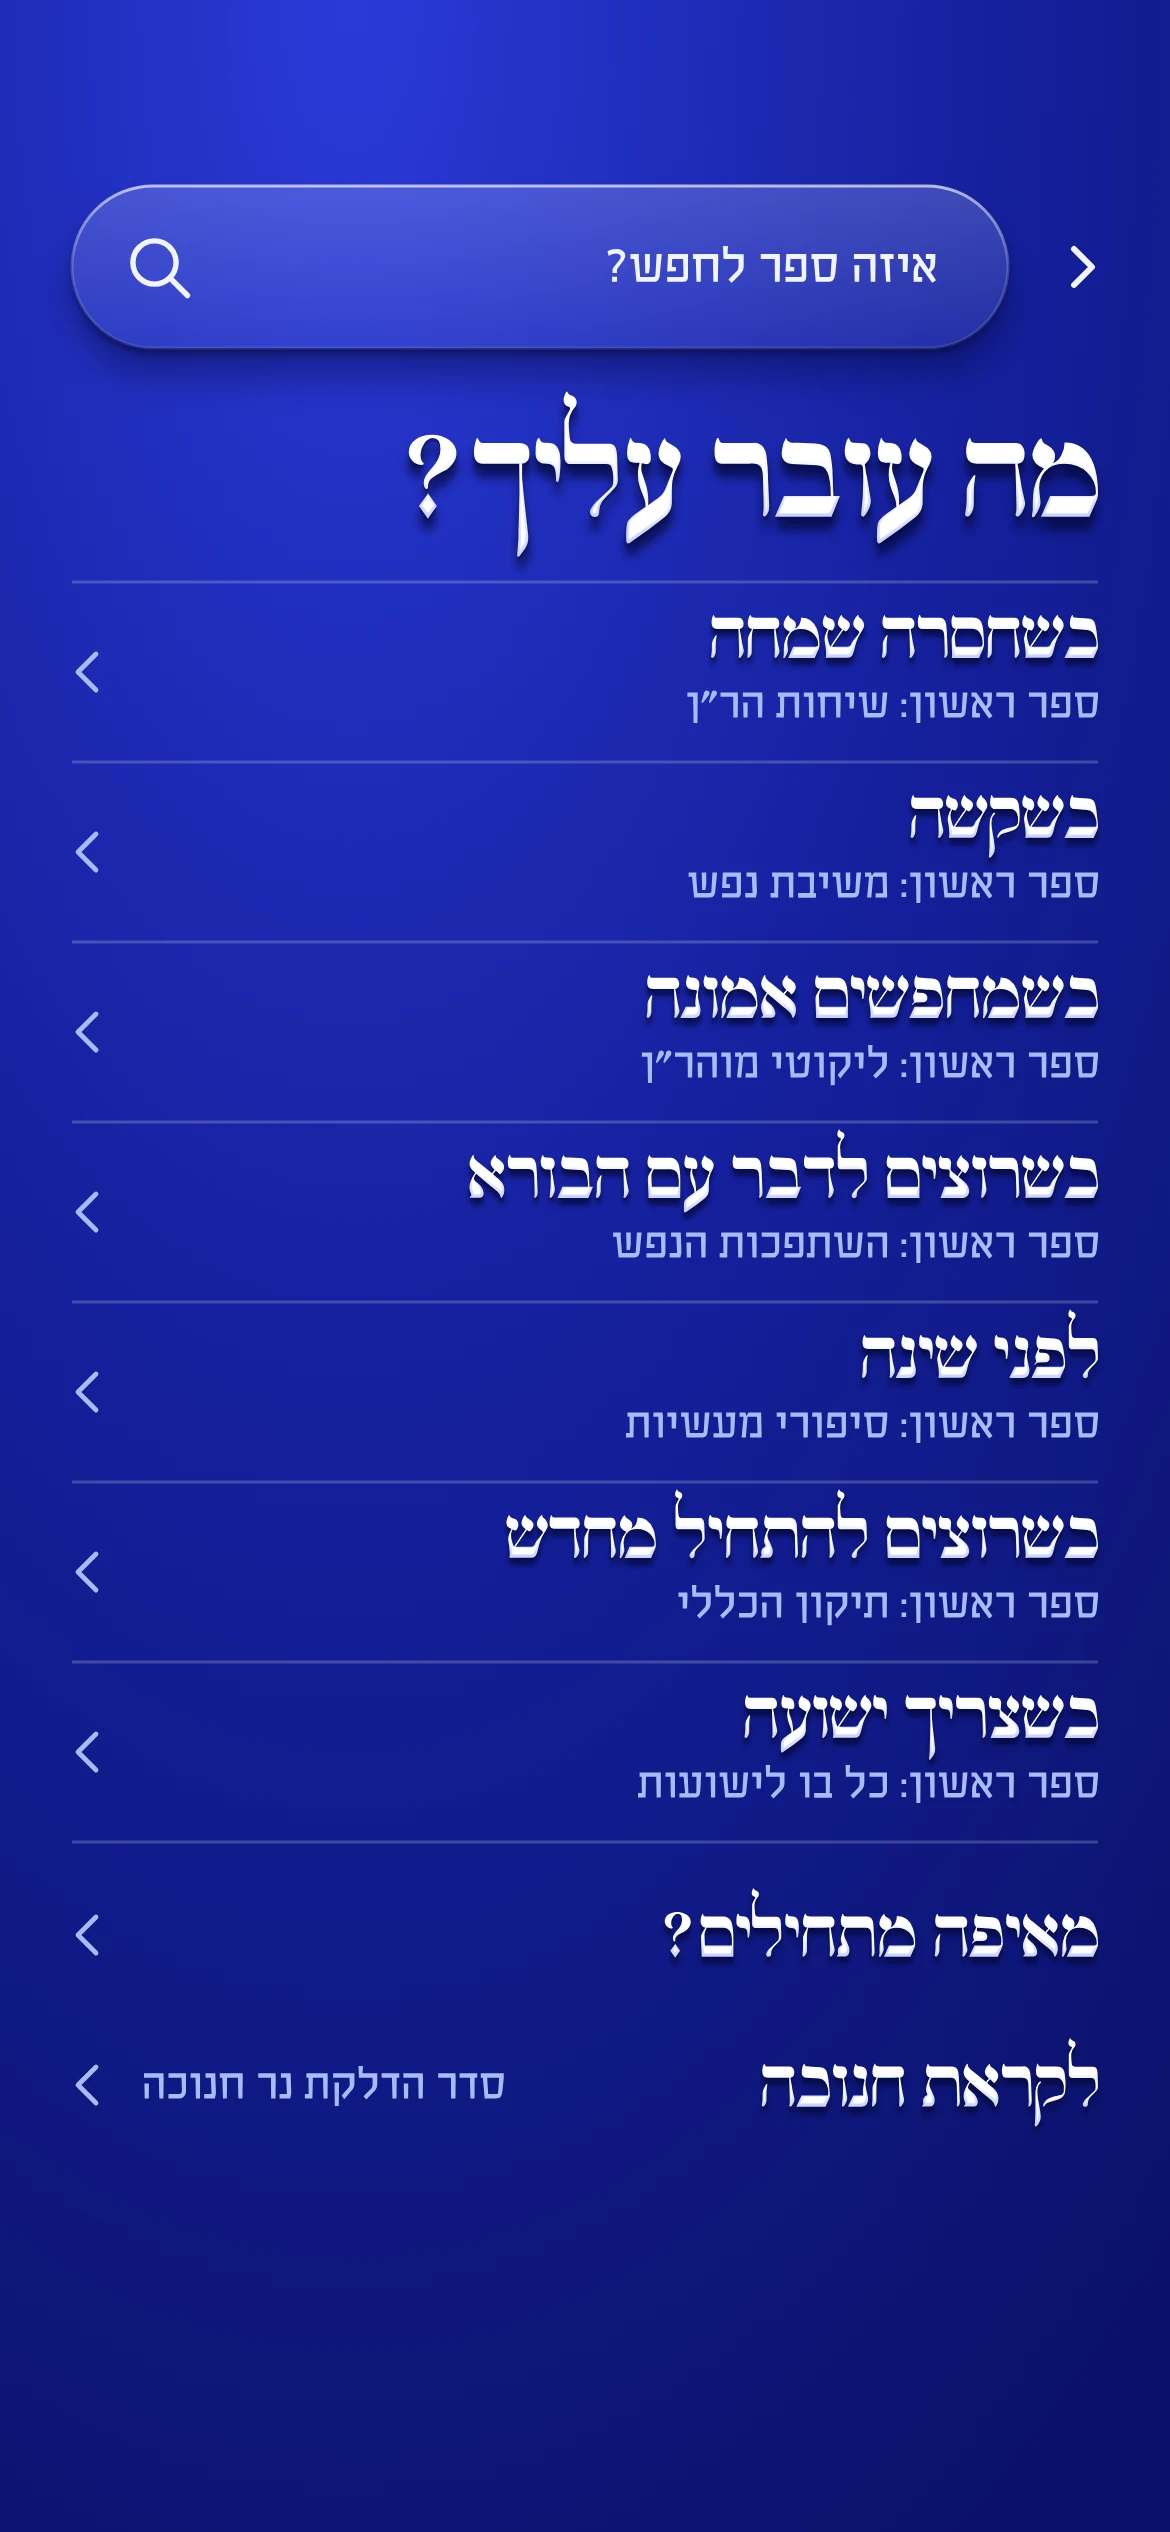 איזה ספר לחפש?
מה עובר עליך?
כשחסרה שמחה
ספר ראשון: שיחות הר״ן
כשקשה
ספר ראשון: משיבת נפש
כשמחפשים אמונה
ספר ראשון: ליקוטי מוהר״ן
כשרוצים לדבר עם הבורא
ספר ראשון: השתפכות הנפש
לפני שינה
ספר ראשון: סיפורי מעשיות
כשרוצים להתחיל מחדש
ספר ראשון: תיקון הכללי
כשצריך ישועה
ספר ראשון: כל בו לישועות
מאיפה מתחילים?
לקראת חנוכה
סדר הדלקת נר חנוכה